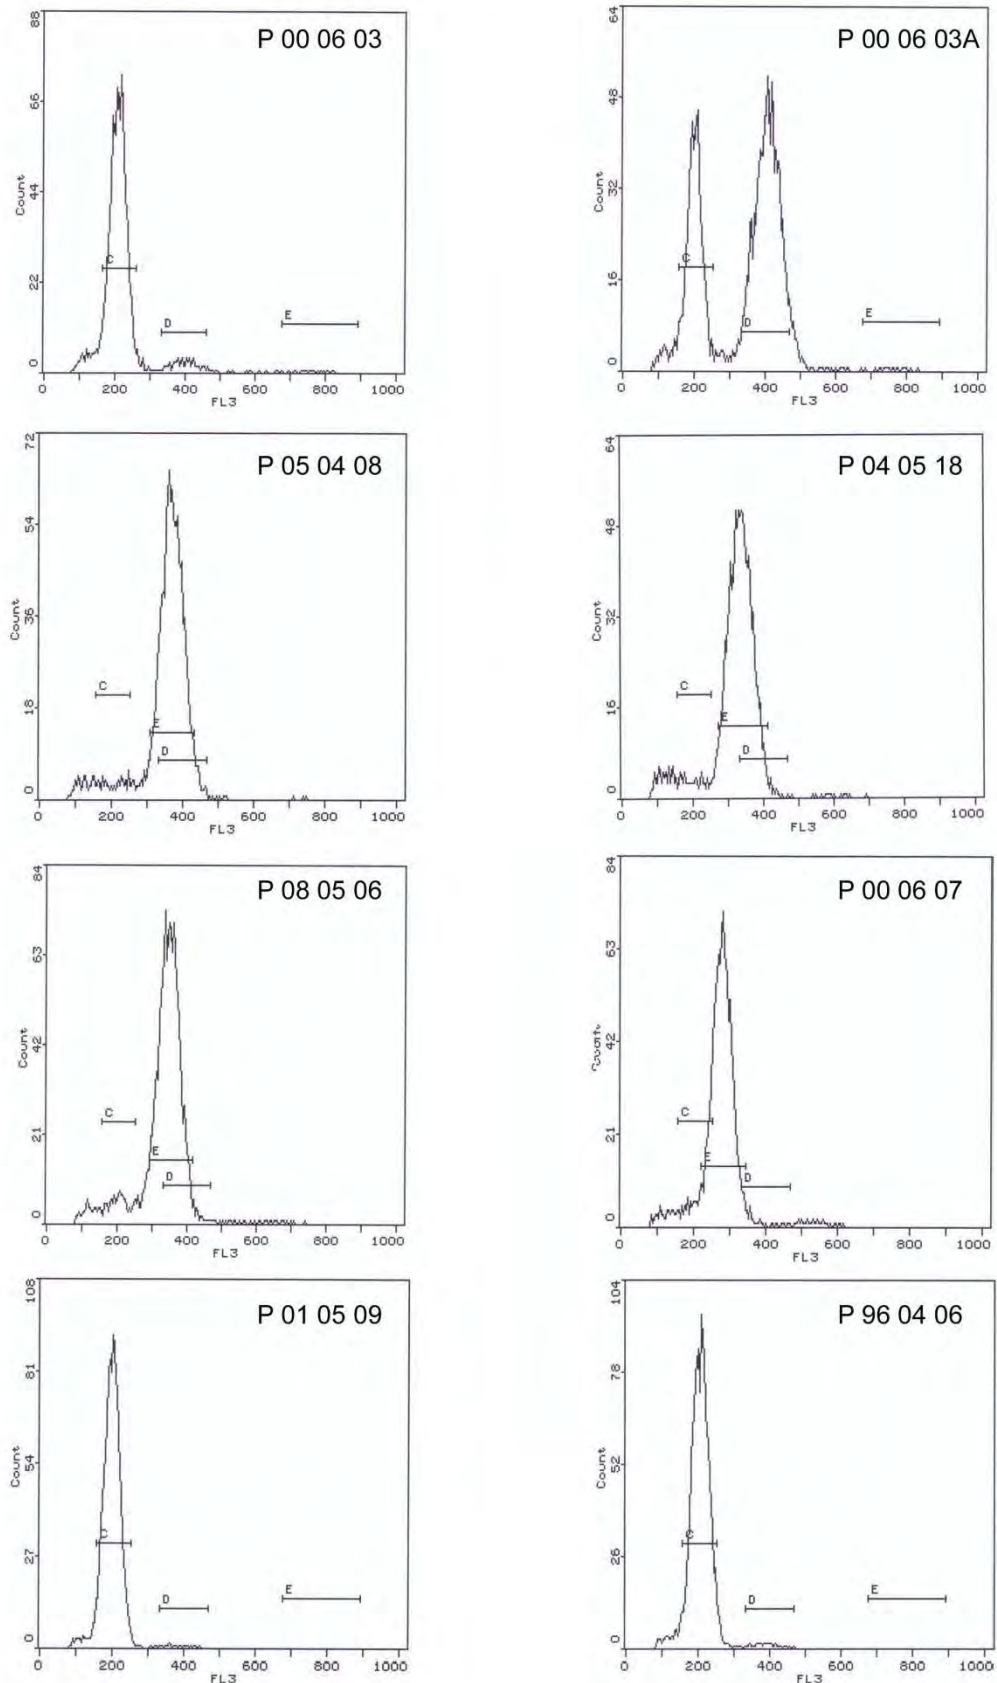 P 00 06 03
88
66
44
22
0
Count
C
D
E
0 200 400 600 800 1000
FL3
P 00 06 03A
64
48
32
16
0
Count
C
D
E
0 200 400 600 800 1000
FL3
P 05 04 08
72
54
36
18
0
Count
C
E
D
0 200 400 600 800 1000
FL3
P 04 05 18
64
48
32
16
0
Count
C
E
D
0 200 400 600 800 1000
FL3
P 08 05 06
84
63
42
21
0
Count
C
E
D
0 200 400 600 800 1000
FL3
P 00 06 07
84
63
42
21
0
Count
C
E
D
0 200 400 600 800 1000
FL3
P 01 05 09
108
81
54
27
0
Count
C
D
E
0 200 400 600 800 1000
FL3
P 96 04 06
104
78
52
26
0
Count
C
D
E
0 200 400 600 800 1000
FL3